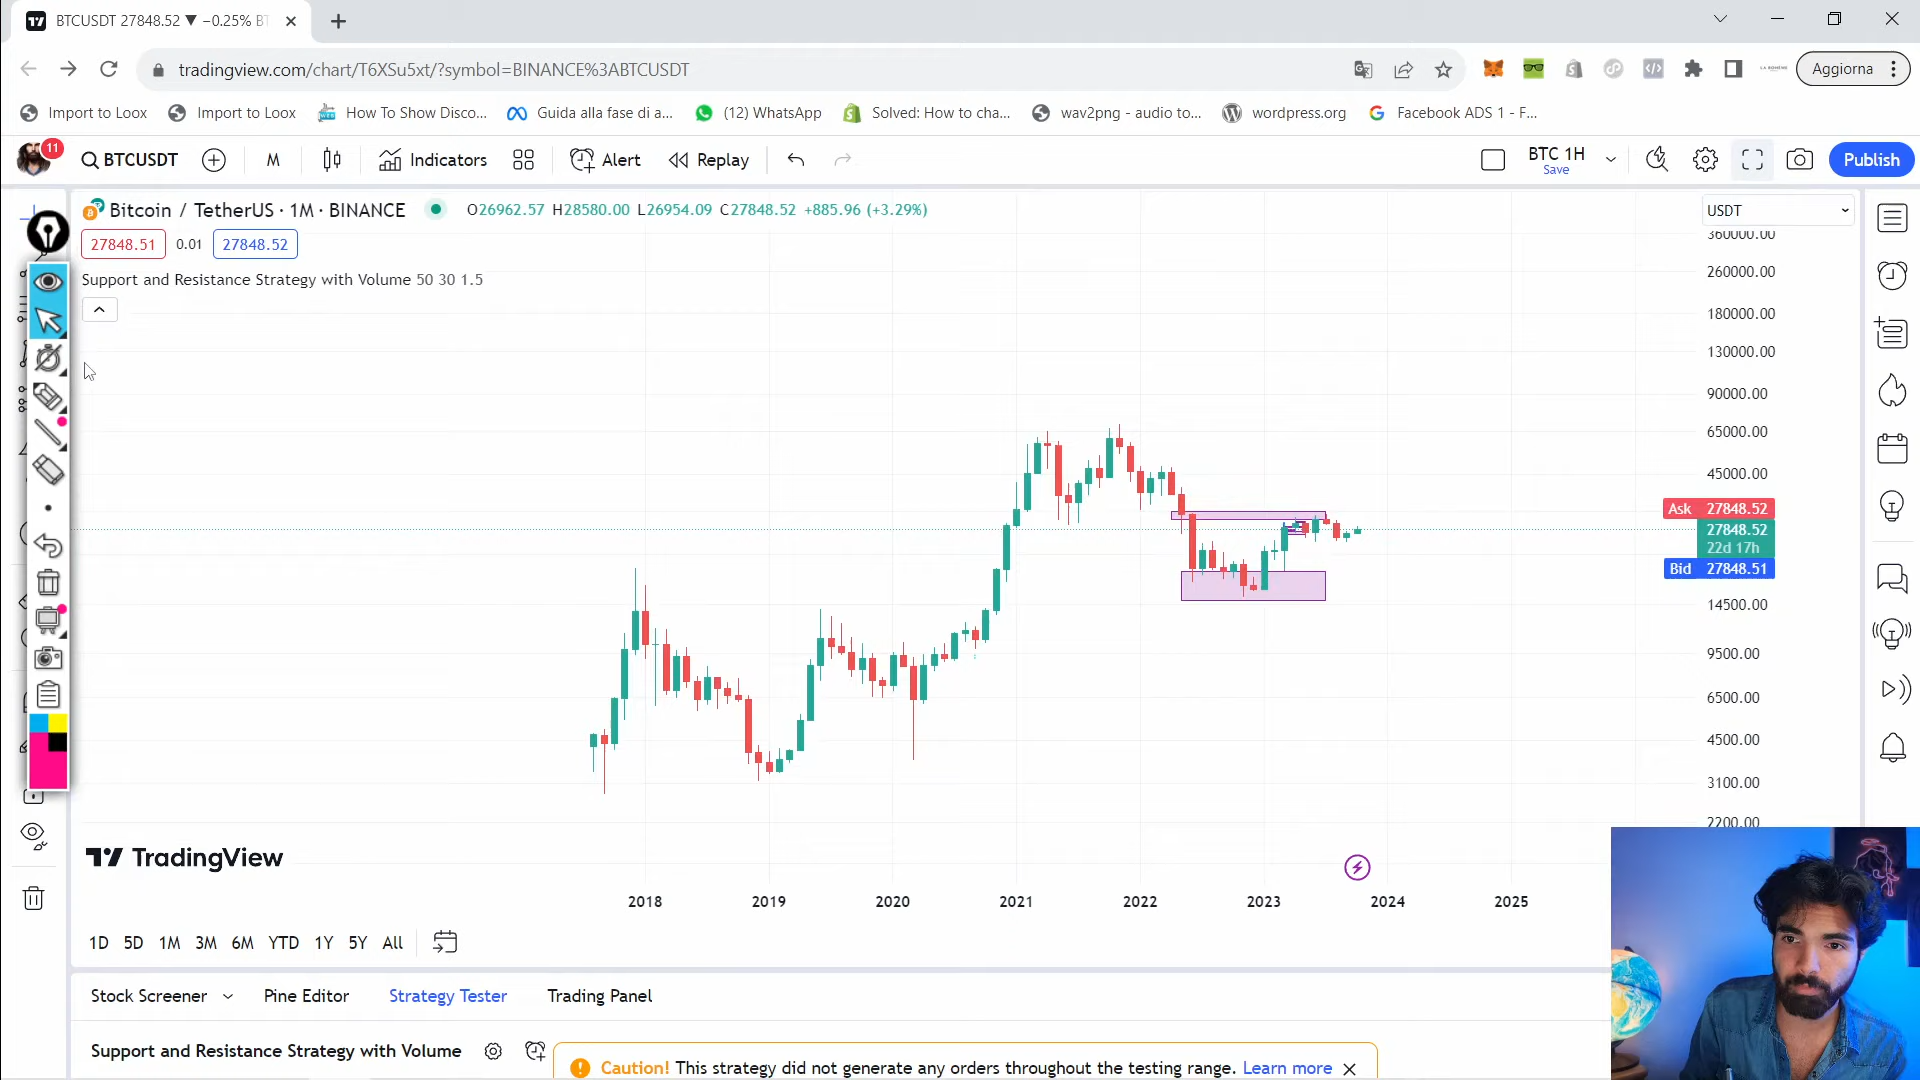 BTCUSDT 27848.52 ▼ −0.25% BT
tradingview.com/chart/T6XSu5xt/?symbol=BINANCE%3ABTCUSDT
Aggiorna
Import to Loox
Import to Loox
How To Show Disco...
Guida alla fase di a...
(12) WhatsApp
Solved: How to cha...
wav2png - audio to...
wordpress.org
Facebook ADS 1 - F...
11
BTCUSDT
M
Indicators
Alert
Replay
BTC 1H
Save
Publish
Bitcoin / TetherUS · 1M · BINANCE
O26962.57 H28580.00 L26954.09 C27848.52 +885.96 (+3.29%)
USDT
27848.51 0.01 27848.52
Support and Resistance Strategy with Volume 50 30 1.5
360000.00
260000.00
180000.00
130000.00
90000.00
65000.00
45000.00
Ask 27848.52
27848.52
22d 17h
Bid 27848.51
14500.00
9500.00
6500.00
4500.00
3100.00
2200.00
TradingView
2018 2019 2020 2021 2022 2023 2024 2025
1D 5D 1M 3M 6M YTD 1Y 5Y All
Stock Screener Pine Editor Strategy Tester Trading Panel
Support and Resistance Strategy with Volume
Caution! This strategy did not generate any orders throughout the testing range. Learn more